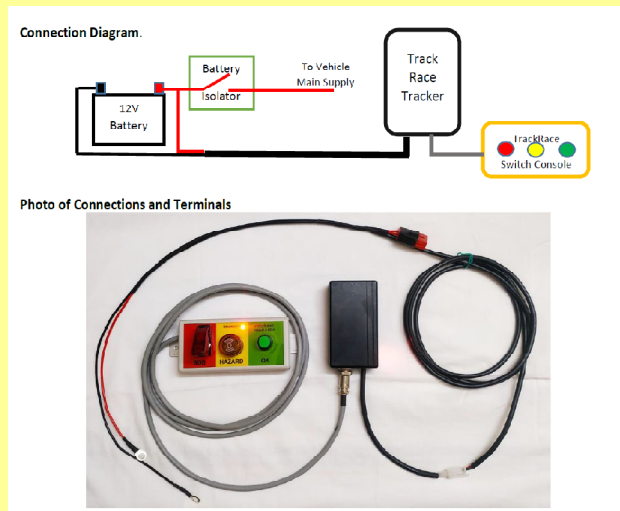 Connection Diagram.
Battery
Isolator
To Vehicle
Main Supply
Track
Race
Tracker
12V
Battery
TrackRace
Switch Console
Photo of Connections and Terminals
SOS
HAZARD
OK